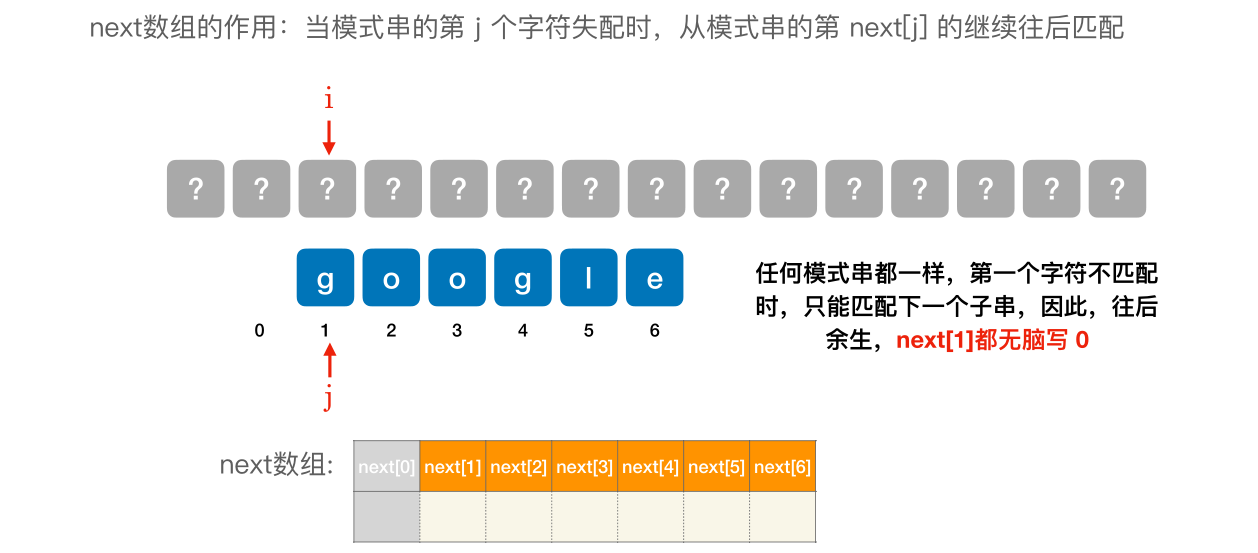 next数组的作用：当模式串的第 j 个字符失配时，从模式串的第 next[j] 的继续往后匹配
i
? ? ? ? ? ? ? ? ? ? ? ? ? ? ?
g o o g l e
0 1 2 3 4 5 6
j
任何模式串都一样，第一个字符不匹配
时，只能匹配下一个子串，因此，往后
余生，next[1]都无脑写 0
next数组:
next[0] next[1] next[2] next[3] next[4] next[5] next[6]